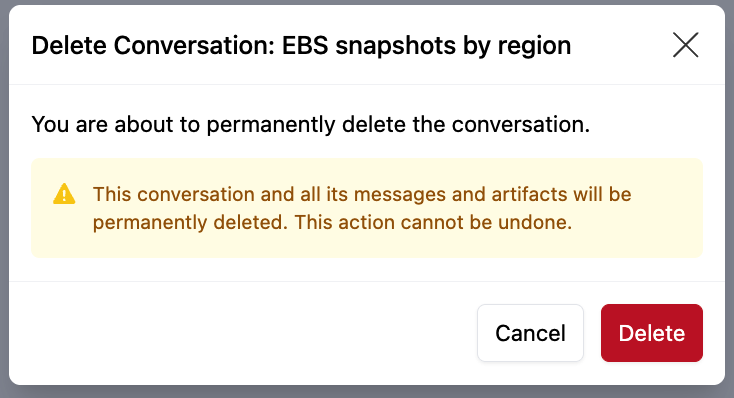 Delete Conversation: EBS snapshots by region
You are about to permanently delete the conversation.
This conversation and all its messages and artifacts will be
permanently deleted. This action cannot be undone.
Cancel
Delete